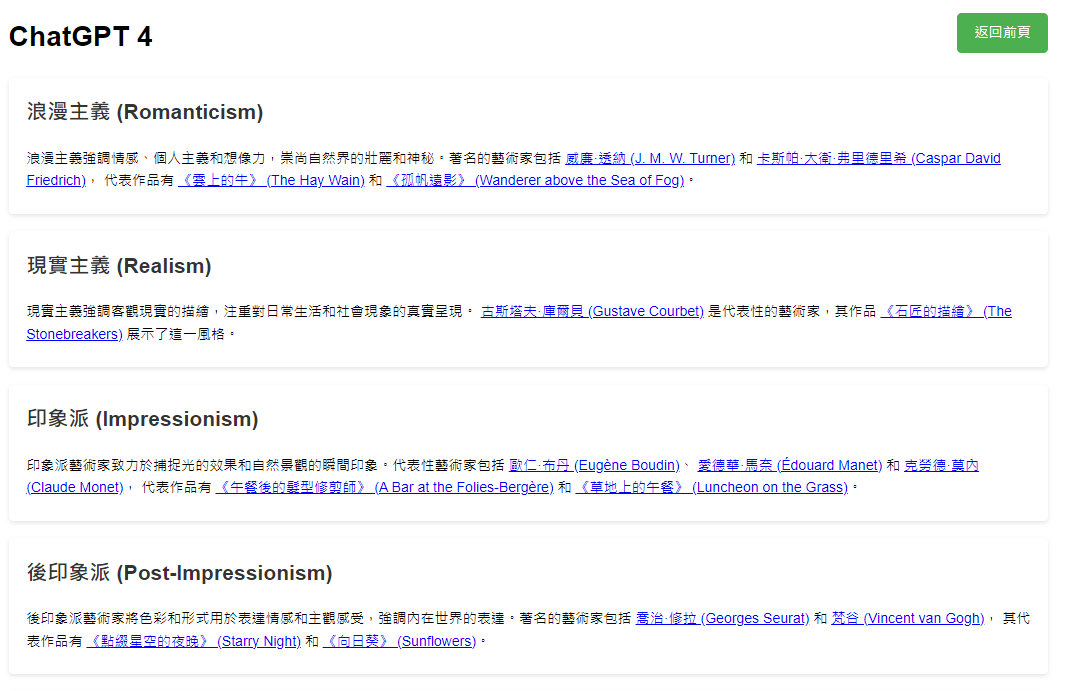 ChatGPT 4
返回前頁
浪漫主義 (Romanticism)
浪漫主義強調情感、個人主義和想像力，崇尚自然界的壯麗和神秘。著名的藝術家包括 威廉·透納 (J. M. W. Turner) 和 卡斯帕·大衛·弗里德里希 (Caspar David
Friedrich)， 代表作品有 《雲上的牛》 (The Hay Wain) 和 《孤帆遠影》 (Wanderer above the Sea of Fog)。
現實主義 (Realism)
現實主義強調客觀現實的描繪，注重對日常生活和社會現象的真實呈現。 古斯塔夫·庫爾貝 (Gustave Courbet) 是代表性的藝術家，其作品 《石匠的描繪》 (The
Stonebreakers) 展示了這一風格。
印象派 (Impressionism)
印象派藝術家致力於捕捉光的效果和自然景觀的瞬間印象。代表性藝術家包括 歐仁·布丹 (Eugène Boudin)、 愛德華·馬奈 (Édouard Manet) 和 克勞德·莫內
(Claude Monet)， 代表作品有 《午餐後的髮型修剪師》 (A Bar at the Folies-Bergère) 和 《草地上的午餐》 (Luncheon on the Grass)。
後印象派 (Post-Impressionism)
後印象派藝術家將色彩和形式用於表達情感和主觀感受，強調內在世界的表達。著名的藝術家包括 喬治·修拉 (Georges Seurat) 和 梵谷 (Vincent van Gogh)， 其代
表作品有 《點綴星空的夜晚》 (Starry Night) 和 《向日葵》 (Sunflowers)。